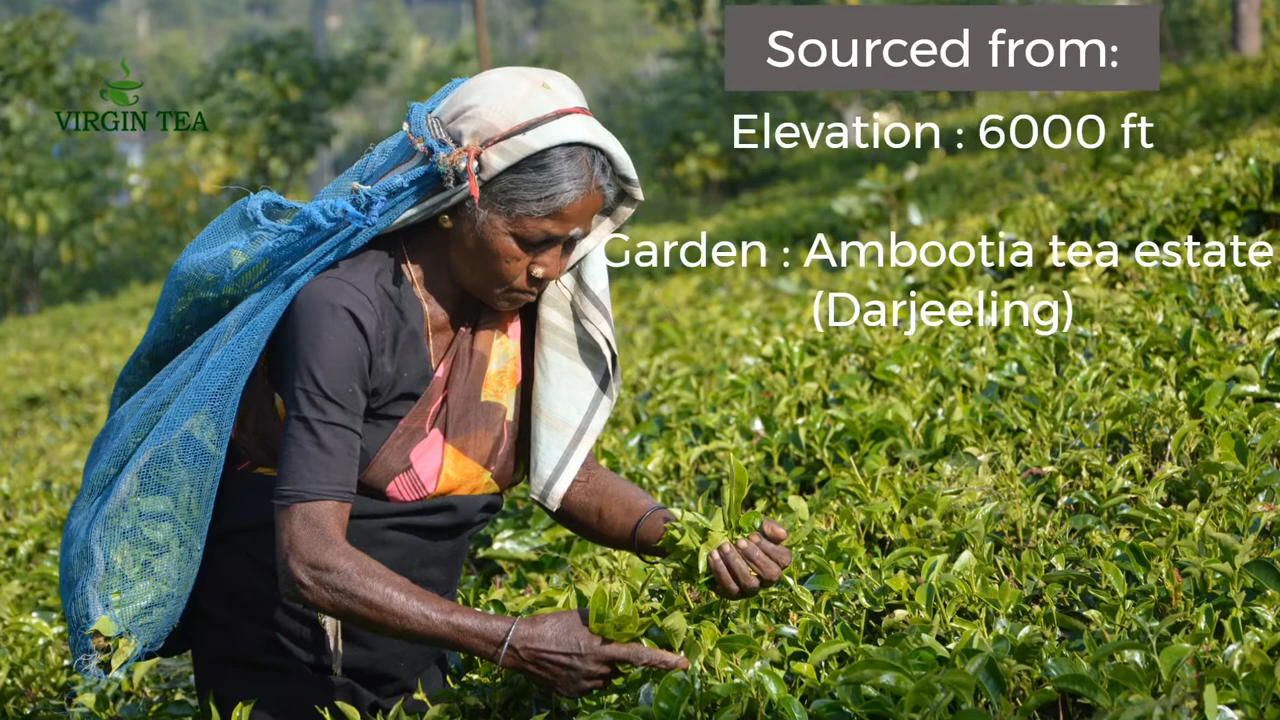 VIRGIN TEA
Sourced from:
Elevation : 6000 ft
Garden : Ambootia tea estate
(Darjeeling)